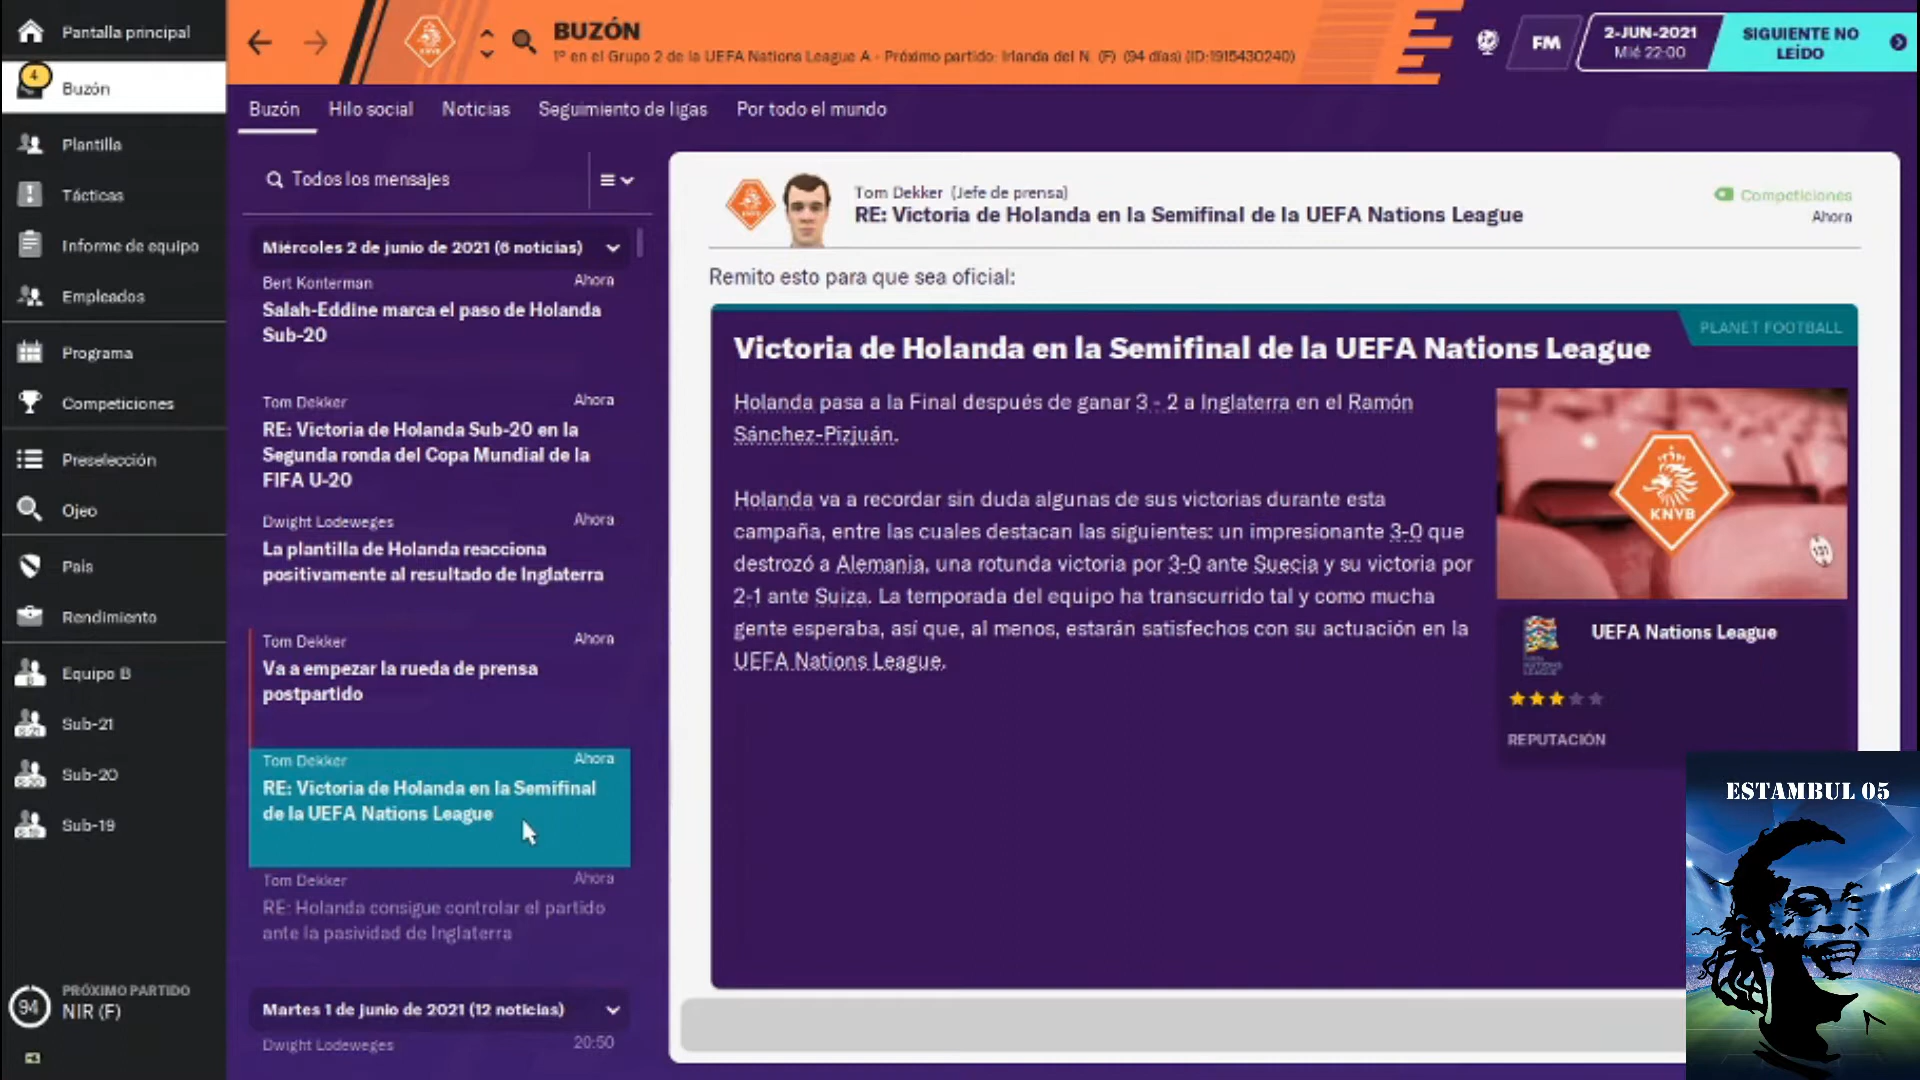 Pantalla principal
4
Buzón
Plantilla
Tácticas
Informe de equipo
Empleados
Programa
Competiciones
Preselección
Ojeo
País
Rendimiento
Equipo B
Sub-21
Sub-20
Sub-19
94
PRÓXIMO PARTIDO
NIR (F)
KNVB
BUZÓN
1º en el Grupo 2 de la UEFA Nations League A - Próximo partido: Irlanda del N. (F) (94 días) (ID:1915430240)
FM
2-JUN-2021
Mié 22:00
SIGUIENTE NO
LEÍDO
Buzón
Hilo social
Noticias
Seguimiento de ligas
Por todo el mundo
Todos los mensajes
Miércoles 2 de junio de 2021 (6 noticias)
Bert Konterman
Ahora
Salah-Eddine marca el paso de Holanda
Sub-20
Tom Dekker
Ahora
RE: Victoria de Holanda Sub-20 en la
Segunda ronda del Copa Mundial de la
FIFA U-20
Dwight Lodeweges
Ahora
La plantilla de Holanda reacciona
positivamente al resultado de Inglaterra
Tom Dekker
Ahora
Va a empezar la rueda de prensa
postpartido
Tom Dekker
Ahora
RE: Victoria de Holanda en la Semifinal
de la UEFA Nations League
Tom Dekker
Ahora
RE: Holanda consigue controlar el partido
ante la pasividad de Inglaterra
Martes 1 de junio de 2021 (12 noticias)
Dwight Lodeweges
20:50
Tom Dekker (Jefe de prensa)
RE: Victoria de Holanda en la Semifinal de la UEFA Nations League
Competiciones
Ahora
Remito esto para que sea oficial:
PLANET FOOTBALL
Victoria de Holanda en la Semifinal de la UEFA Nations League
Holanda pasa a la Final después de ganar 3 - 2 a Inglaterra en el Ramón
Sánchez-Pizjuán.
Holanda va a recordar sin duda algunas de sus victorias durante esta
campaña, entre las cuales destacan las siguientes: un impresionante 3-0 que
destrozó a Alemania, una rotunda victoria por 3-0 ante Suecia y su victoria por
2-1 ante Suiza. La temporada del equipo ha transcurrido tal y como mucha
gente esperaba, así que, al menos, estarán satisfechos con su actuación en la
UEFA Nations League.
KNVB
131
UEFA Nations League
REPUTACIÓN
ESTAMBUL 05